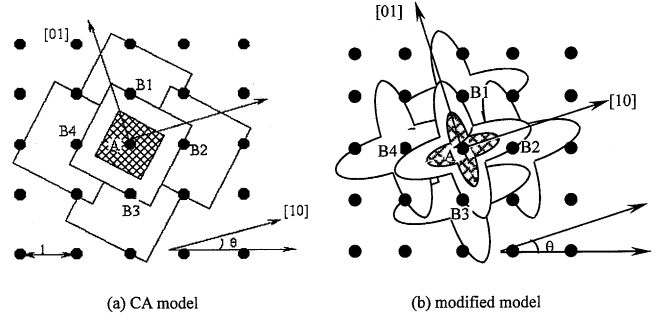 [01]
B1
B4
A
B2
B3
[10]
θ
1
(a) CA model
[01]
B1
[10]
B4
A
B2
B3
θ
(b) modified model